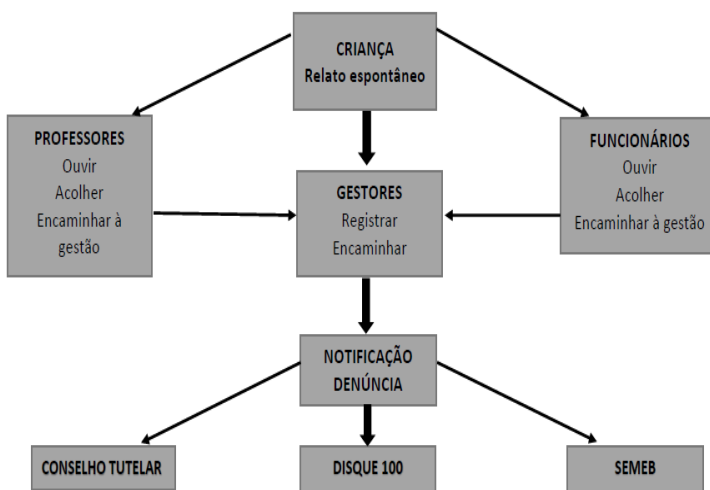 CRIANÇA
Relato espontâneo
PROFESSORES
Ouvir
Acolher
Encaminhar à
gestão
GESTORES
Registrar
Encaminhar
FUNCIONÁRIOS
Ouvir
Acolher
Encaminhar à gestão
NOTIFICAÇÃO
DENÚNCIA
CONSELHO TUTELAR
DISQUE 100
SEMEB